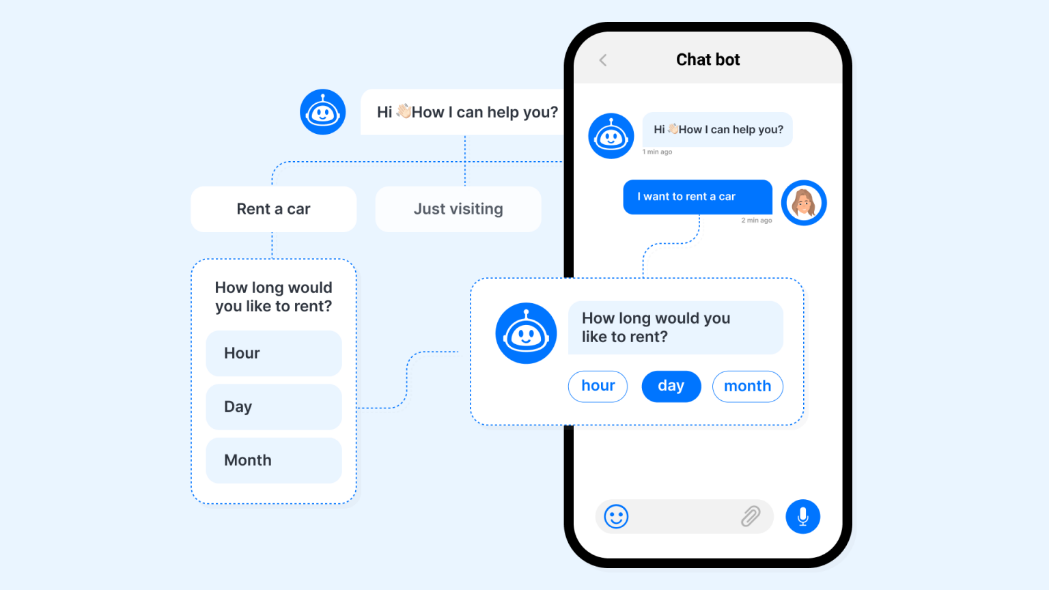 Chat bot
Hi 👋🏻How I can help you?
Rent a car
Just visiting
How long would
you like to rent?
Hour
Day
Month
Hi 👋🏻How I can help you?
1 min ago
I want to rent a car
2 min ago
How long would you
like to rent?
hour
day
month